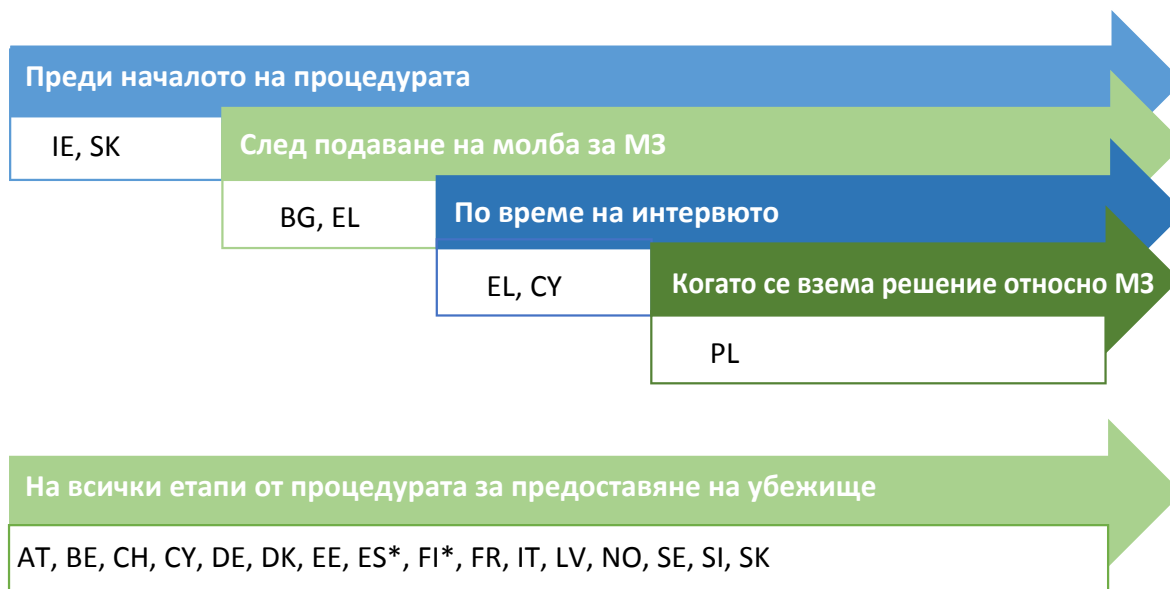 Преди началото на процедурата
IE, SK
След подаване на молба за МЗ
BG, EL
По време на интервюто
EL, CY
Когато се взема решение относно МЗ
PL
На всички етапи от процедурата за предоставяне на убежище
AT, BE, CH, CY, DE, DK, EE, ES*, FI*, FR, IT, LV, NO, SE, SI, SK